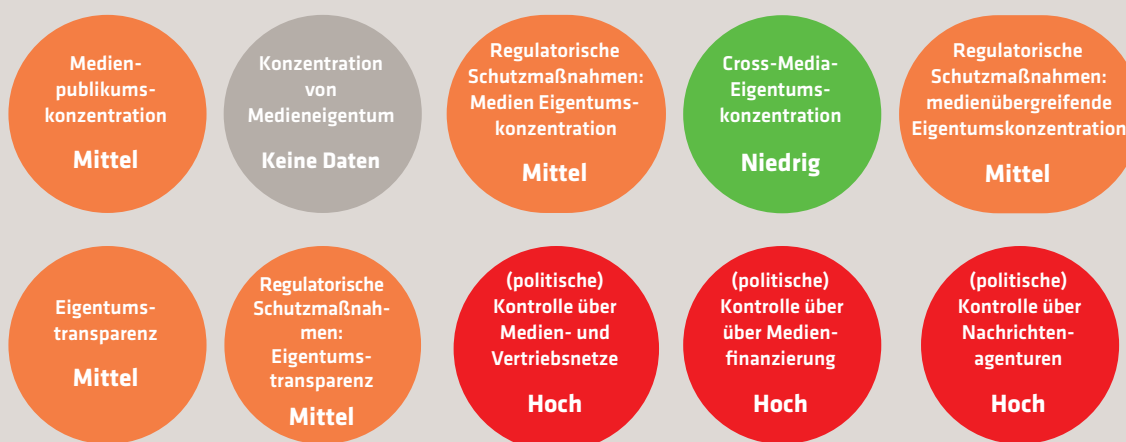 Medien-
publikums-
konzentration
Mittel
Konzentration
von
Medieneigentum
Keine Daten
Regulatorische
Schutzmaßnahmen:
Medien Eigentums-
konzentration
Mittel
Cross-Media-
Eigentums-
konzentration
Niedrig
Regulatorische
Schutzmaßnahmen:
medienübergreifende
Eigentumskonzentration
Mittel
Eigentums-
transparenz
Mittel
Regulatorische
Schutzmaßnah-
men:
Eigentums-
transparenz
Mittel
(politische)
Kontrolle über
Medien- und
Vertriebsnetze
Hoch
(politische)
Kontrolle über
über Medien-
finanzierung
Hoch
(politische)
Kontrolle über
Nachrichten-
agenturen
Hoch